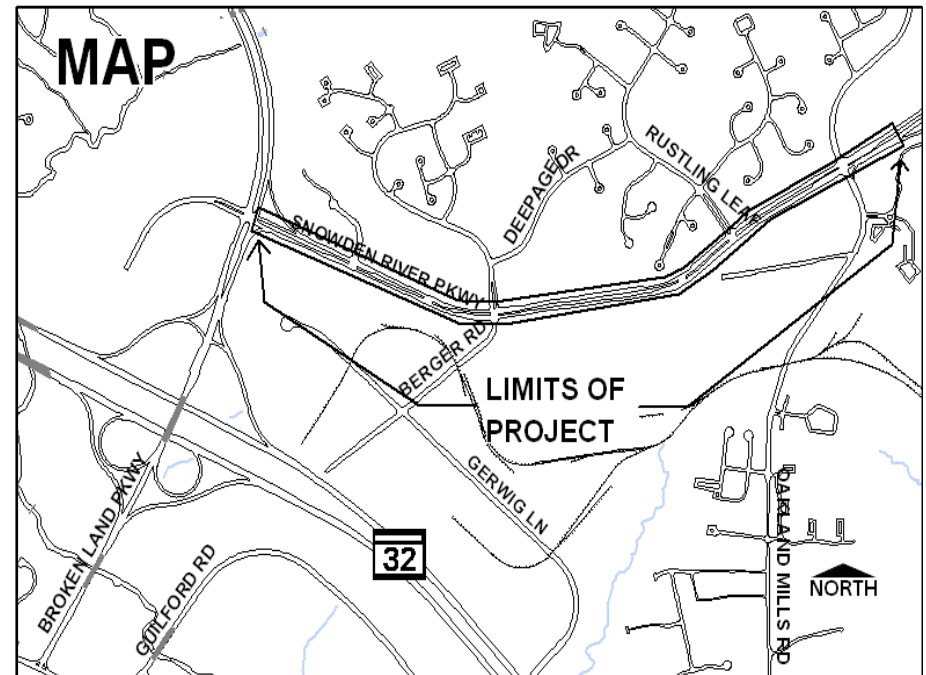 MAP
RUSTLING LEAF
DEEPAGE DR
SNOWDEN RIVER PKWY
BERGER RD
LIMITS OF
PROJECT
GERWIG LN
BROKEN LAND PKWY
GUILFORD RD
32
OAKLAND MILLS RD
NORTH